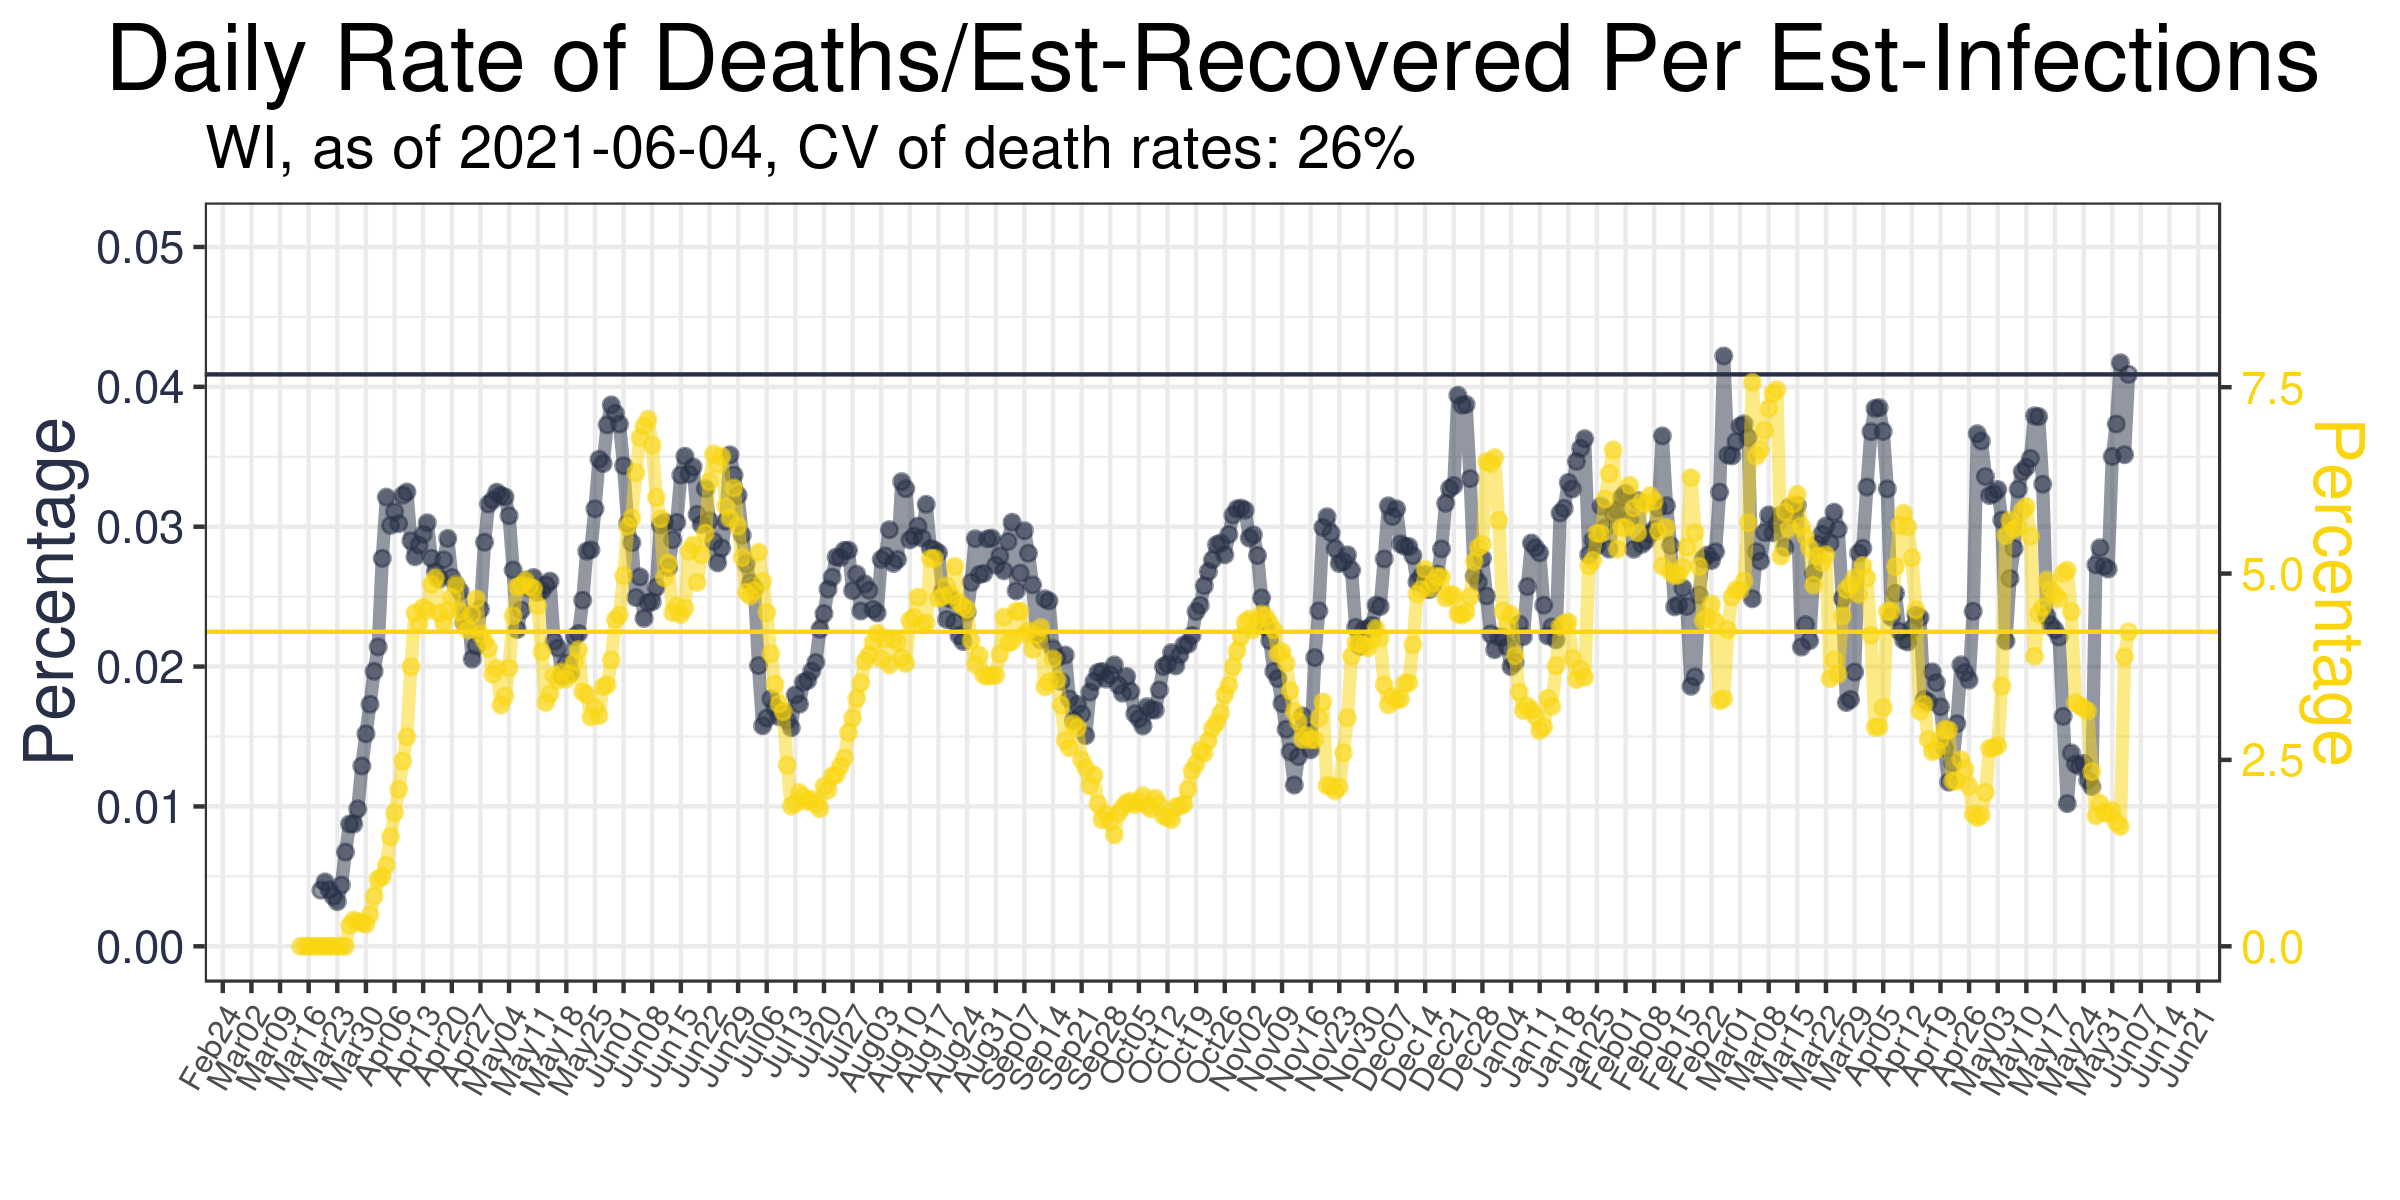 Daily Rate of Deaths/Est-Recovered Per Est-Infections
WI, as of 2021-06-04, CV of death rates: 26%
Percentage
0.05
0.04
0.03
0.02
0.01
0.00
7.5
5.0
2.5
0.0
Percentage
Feb24
Mar02
Mar09
Mar16
Mar23
Mar30
Apr06
Apr13
Apr20
Apr27
May04
May11
May18
May25
Jun01
Jun08
Jun15
Jun22
Jun29
Jul06
Jul13
Jul20
Jul27
Aug03
Aug10
Aug17
Aug24
Aug31
Sep07
Sep14
Sep21
Sep28
Oct05
Oct12
Oct19
Oct26
Nov02
Nov09
Nov16
Nov23
Nov30
Dec07
Dec14
Dec21
Dec28
Jan04
Jan11
Jan18
Jan25
Feb01
Feb08
Feb15
Feb22
Mar01
Mar08
Mar15
Mar22
Mar29
Apr05
Apr12
Apr19
Apr26
May03
May10
May17
May24
May31
Jun07
Jun14
Jun21